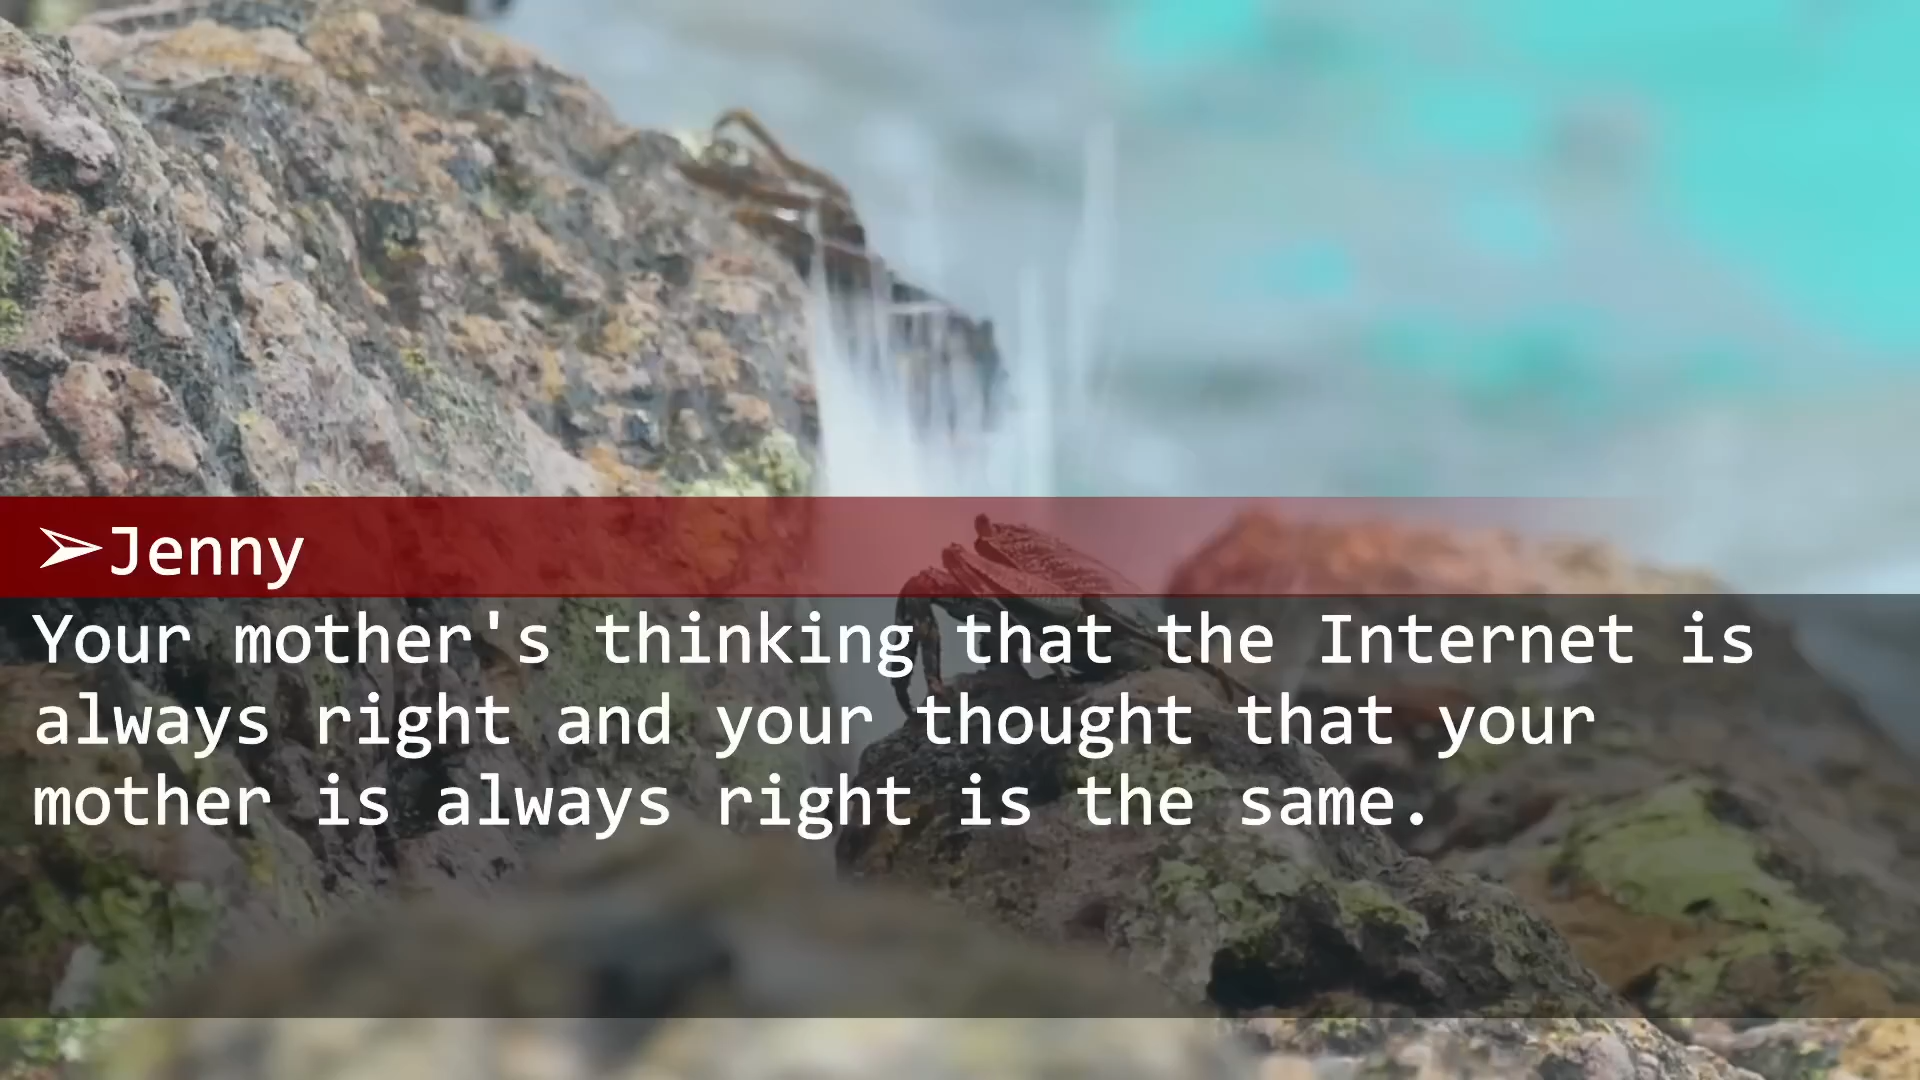 ➢Jenny
Your mother's thinking that the Internet is
always right and your thought that your
mother is always right is the same.